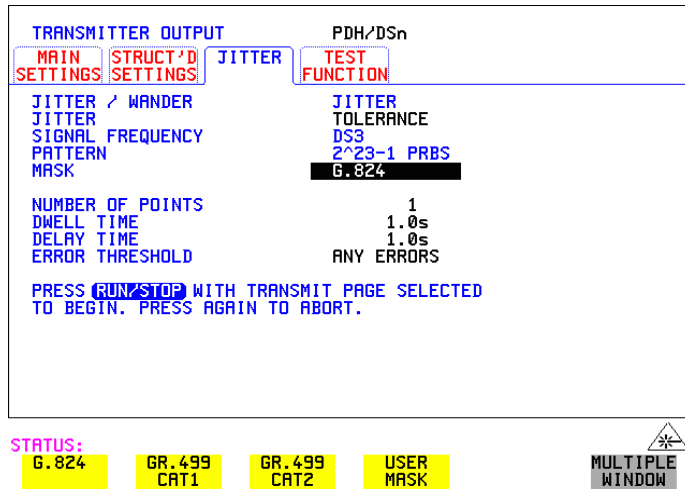 TRANSMITTER OUTPUT PDH/DSn
MAIN SETTINGS STRUCT'D SETTINGS JITTER TEST FUNCTION
JITTER / WANDER JITTER
JITTER TOLERANCE
SIGNAL FREQUENCY DS3
PATTERN 2^23-1 PRBS
MASK G.824
NUMBER OF POINTS 1
DWELL TIME 1.0s
DELAY TIME 1.0s
ERROR THRESHOLD ANY ERRORS
PRESS RUN/STOP WITH TRANSMIT PAGE SELECTED
TO BEGIN. PRESS AGAIN TO ABORT.
STATUS:
G.824 GR.499 CAT1 GR.499 CAT2 USER MASK MULTIPLE WINDOW